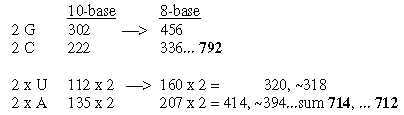 10-base 8-base
2 G 302 —> 456
2 C 222 336... 792
2 x U 112 x 2 —> 160 x 2 = 320, ~318
2 x A 135 x 2 207 x 2 = 414, ~394...sum 714, ... 712